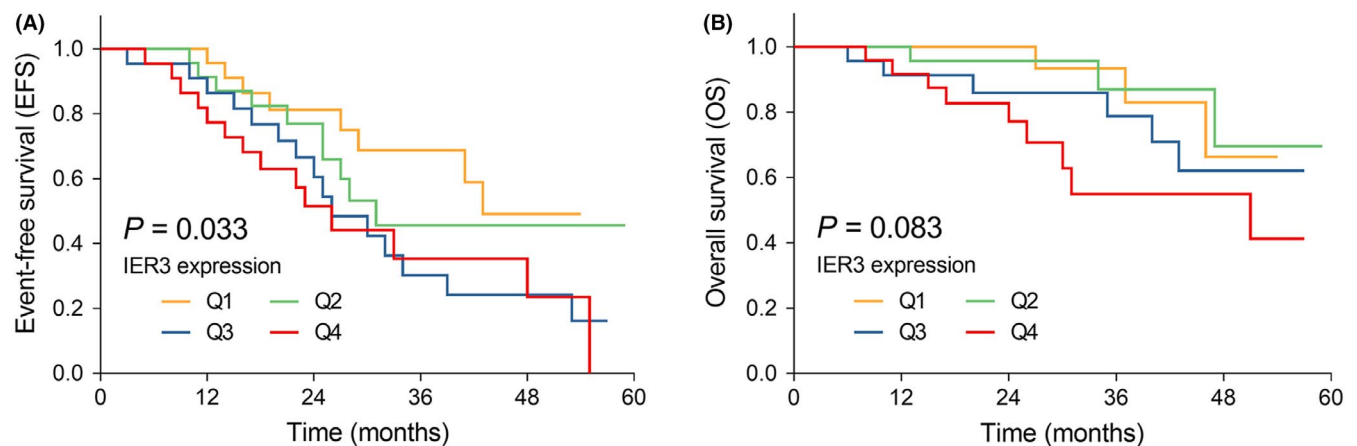 (A)
Event-free survival (EFS)
1.0
0.8
0.6
0.4
0.2
0.0
P = 0.033
IER3 expression
Q1 Q2
Q3 Q4
0 12 24 36 48 60
Time (months)
(B)
Overall survival (OS)
1.0
0.8
0.6
0.4
0.2
0.0
P = 0.083
IER3 expression
Q1 Q2
Q3 Q4
0 12 24 36 48 60
Time (months)